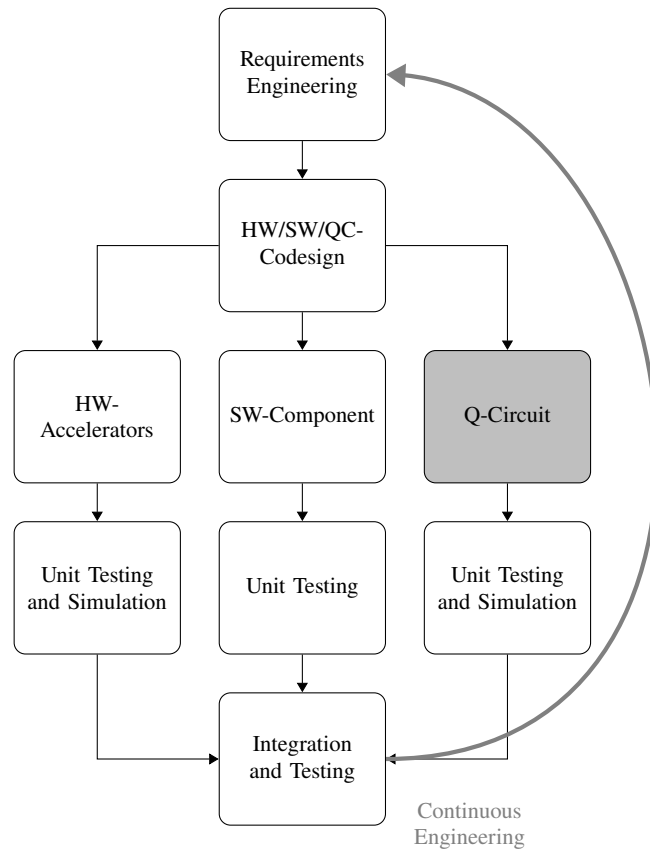 Requirements
Engineering
HW/SW/QC-
Codesign
HW-
Accelerators
SW-Component
Q-Circuit
Unit Testing
and Simulation
Unit Testing
Unit Testing
and Simulation
Integration
and Testing
Continuous
Engineering